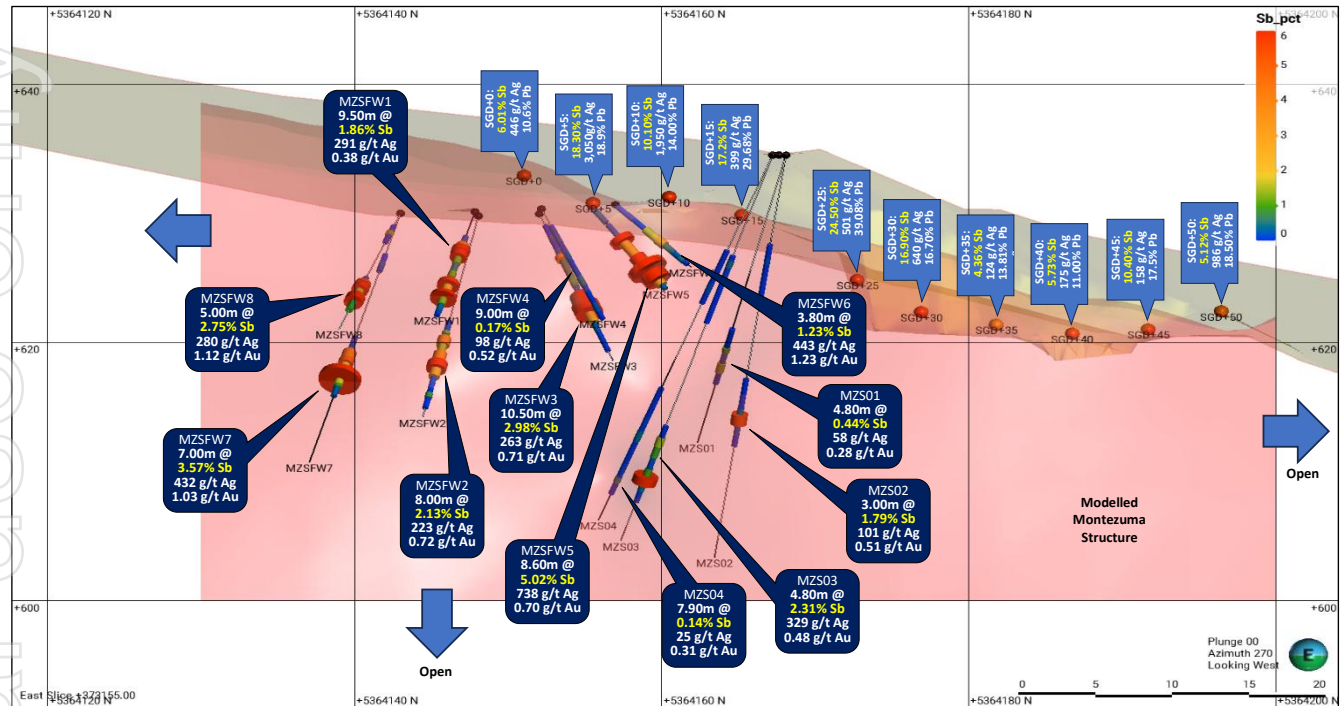 +5364120 N
+5364140 N
+5364160 N
+5364180 N
+5364200 N
Sb_pct
6
5
4
3
2
1
0
+640
+640
+620
+620
+600
+600
SGD+0:
6.01% Sb
446 g/t Ag
10.6% Pb
SGD+5:
18.30% Sb
3,050g/t Ag
18.9% Pb
SGD+10:
10.10% Sb
1,950 g/t Ag
14.00% Pb
SGD+15:
17.2% Sb
399 g/t Ag
29.68% Pb
SGD+25:
24.50% Sb
501 g/t Ag
39.08% Pb
SGD+30:
16.90% Sb
640 g/t Ag
16.70% Pb
SGD+35:
4.36% Sb
124 g/t Ag
13.81% Pb
SGD+40:
5.73% Sb
175 g/t Ag
11.00% Pb
SGD+45:
10.40% Sb
158 g/t Ag
17.5% Pb
SGD+50:
5.12% Sb
986 g/t Ag
18.50% Pb
SGD+0
SGD+5
SGD+10
SGD+15
SGD+25
SGD+30
SGD+35
SGD+40
SGD+45
SGD+50
MZSFW1
9.50m @
1.86% Sb
291 g/t Ag
0.38 g/t Au
MZSFW8
5.00m @
2.75% Sb
280 g/t Ag
1.12 g/t Au
MZSFW7
7.00m @
3.57% Sb
432 g/t Ag
1.03 g/t Au
MZSFW2
8.00m @
2.13% Sb
223 g/t Ag
0.72 g/t Au
MZSFW4
9.00m @
0.17% Sb
98 g/t Ag
0.52 g/t Au
MZSFW3
10.50m @
2.98% Sb
263 g/t Ag
0.71 g/t Au
MZSFW5
8.60m @
5.02% Sb
738 g/t Ag
0.70 g/t Au
MZSFW6
3.80m @
1.23% Sb
443 g/t Ag
1.23 g/t Au
MZS01
4.80m @
0.44% Sb
58 g/t Ag
0.28 g/t Au
MZS02
3.00m @
1.79% Sb
101 g/t Ag
0.51 g/t Au
MZS03
4.80m @
2.31% Sb
329 g/t Ag
0.48 g/t Au
MZS04
7.90m @
0.14% Sb
25 g/t Ag
0.31 g/t Au
MZSFW8
MZSFW1
MZSFW7
MZSFW2
MZSFW4
MZSFW3
MZSFW5
MZS01
MZS04
MZS03
MZS02
Open
Open
Modelled
Montezuma
Structure
Plunge 00
Azimuth 270
Looking West
E
0 5 10 15 20
East Slice +373155.00
+5364120 N
+5364140 N
+5364160 N
+5364180 N
+5364200 N